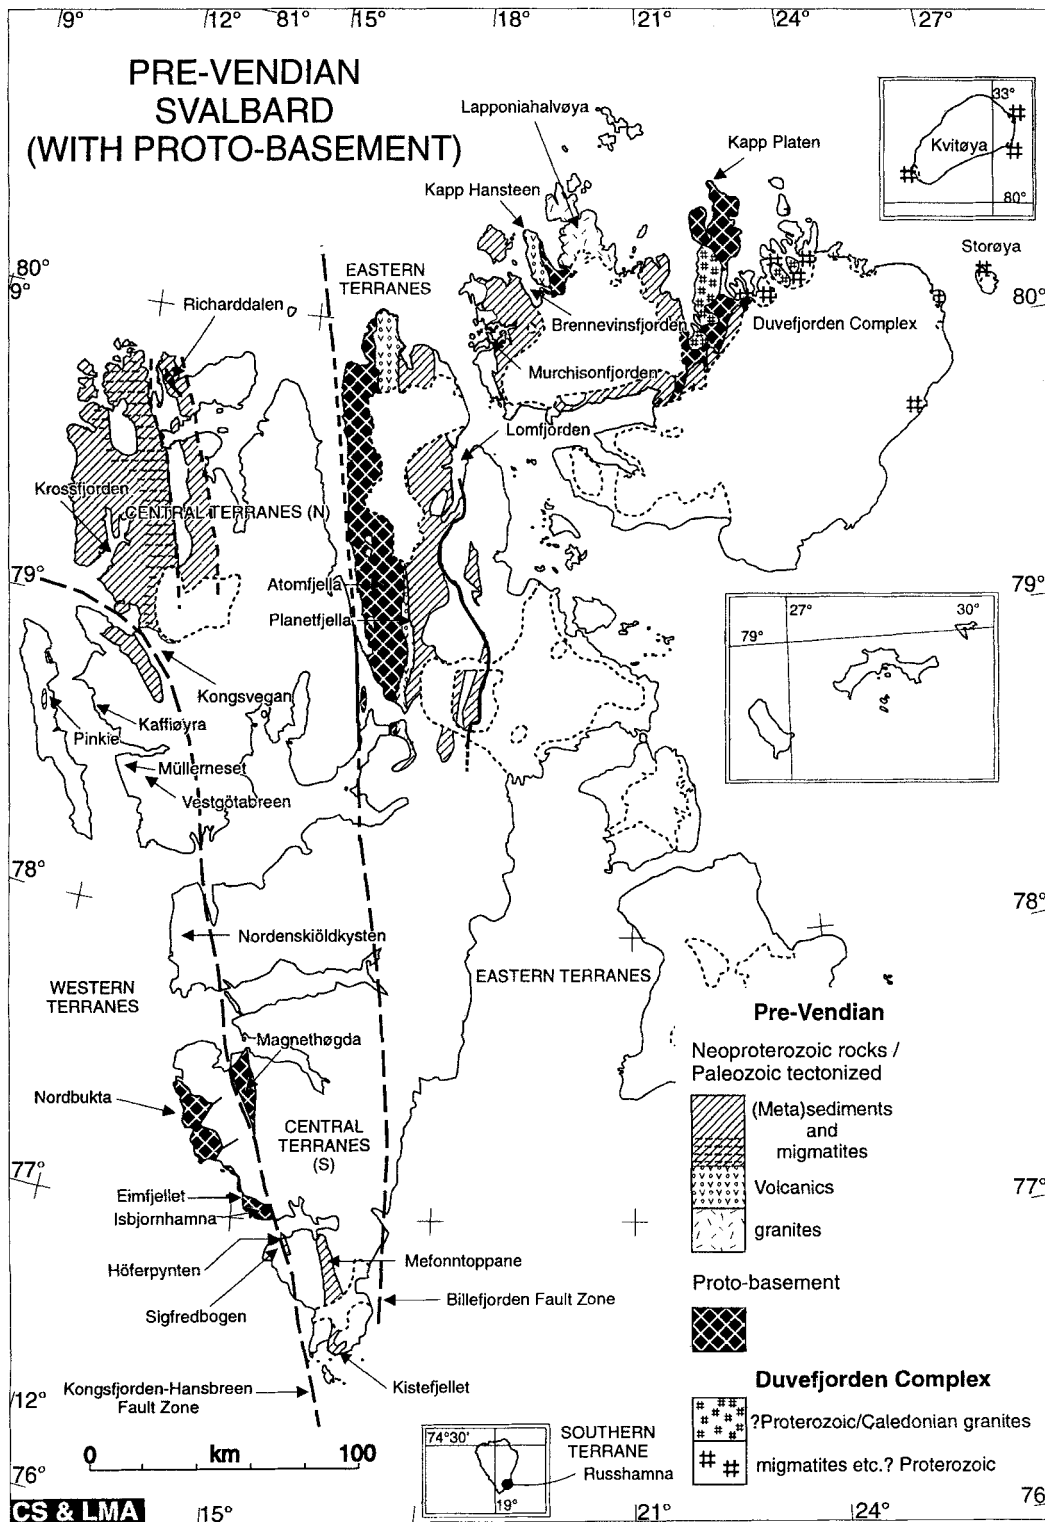 9° 12° 81° 15° 18° 21° 24° 27°
PRE-VENDIAN
SVALBARD
(WITH PROTO-BASEMENT)
Lapponiahalvøya
Kapp Platen
Kapp Hansteen
33°
Kvitøya
80°
Storøya
80°
9°
EASTERN
TERRANES
80°
Richarddalen
Brennevinsfjorden
Duvefjorden Complex
Murchisonfjorden
Lomfjorden
Krossfjorden
CENTRAL TERRANES (N)
79°
Atomfjella
79°
Planetfjella
27°
30°
79°
Kongsvegan
Kaffiøyra
Pinkie
Müllerneset
Vestgötabreen
78°
78°
Nordenskiöldkysten
EASTERN TERRANES
WESTERN
TERRANES
Magnethøgda
Nordbukta
CENTRAL
TERRANES
(S)
77°
77°
Eimfjellet
Isbjornhamna
Höferpynten
Mefonntoppane
Sigfredbogen
Billefjorden Fault Zone
Kongsfjorden-Hansbreen
Fault Zone
Kistefjellet
Pre-Vendian
Neoproterozoic rocks /
Paleozoic tectonized
(Meta)sediments
and
migmatites
Volcanics
granites
Proto-basement
Duvefjorden Complex
?Proterozoic/Caledonian granites
migmatites etc.? Proterozoic
12°
0 km 100
74°30'
19°
SOUTHERN
TERRANE
Russhamna
76°
76
CS & LMA
15° 21° 24°